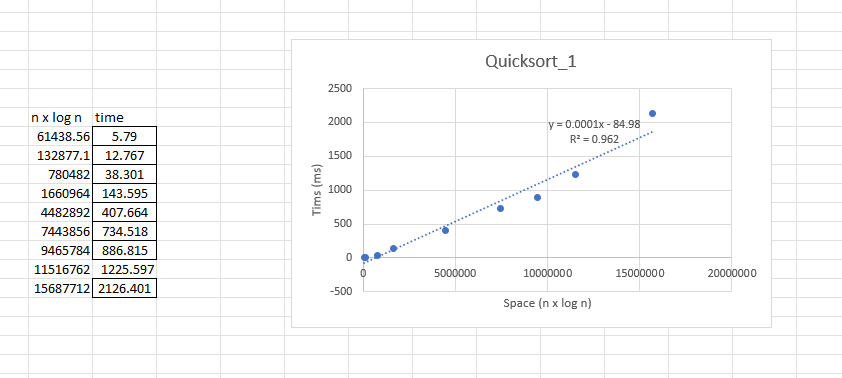 n x log n time
61438.56 5.79
132877.1 12.767
780482 38.301
1660964 143.595
4482892 407.664
7443856 734.518
9465784 886.815
11516762 1225.597
15687712 2126.401
Quicksort_1
2500
2000
1500
1000
500
0
-500
Tims (ms)
y = 0.0001x - 84.98
R² = 0.962
0 5000000 10000000 15000000 20000000
Space (n x log n)